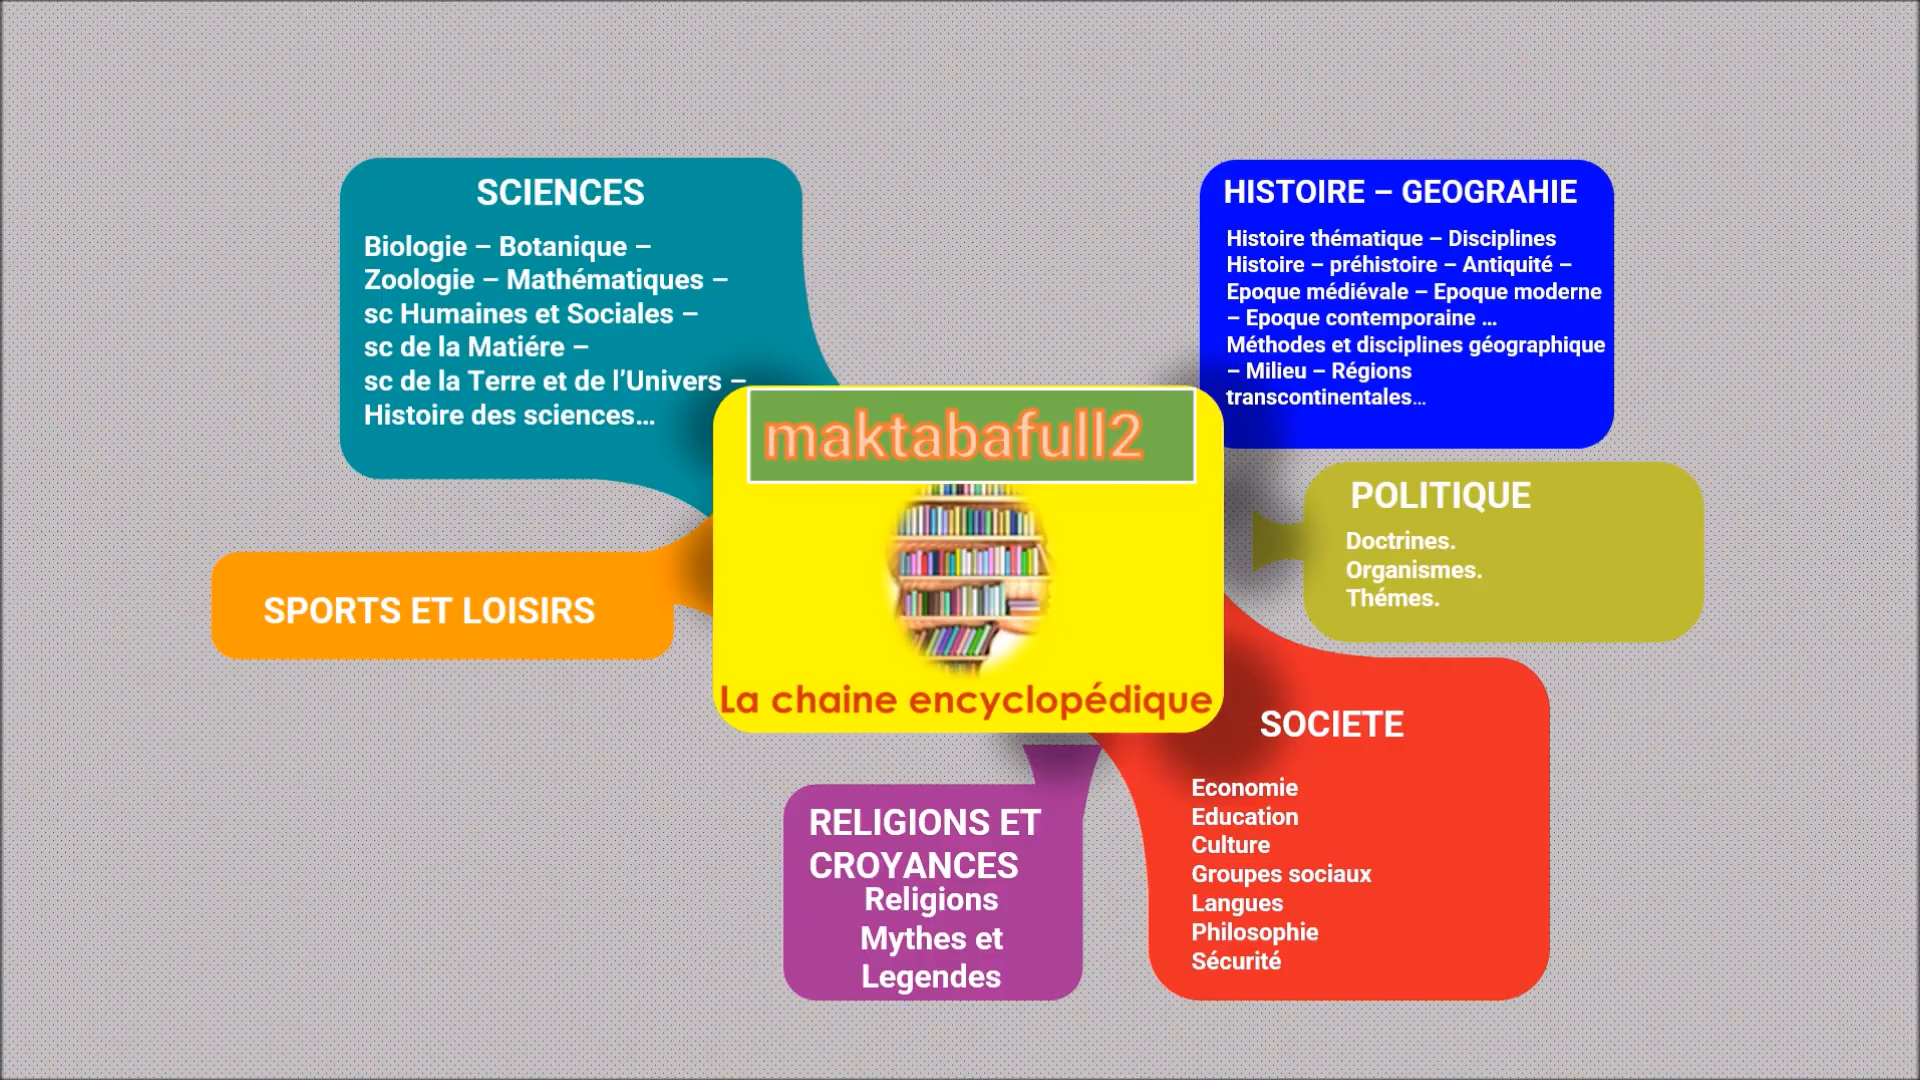 SCIENCES
Biologie – Botanique –
Zoologie – Mathématiques –
sc Humaines et Sociales –
sc de la Matiére –
sc de la Terre et de l’Univers –
Histoire des sciences…
HISTOIRE – GEOGRAHIE
Histoire thématique – Disciplines
Histoire – préhistoire – Antiquité –
Epoque médiévale – Epoque moderne
– Epoque contemporaine …
Méthodes et disciplines géographique
– Milieu – Régions
transcontinentales…
maktabafull2
La chaine encyclopédique
POLITIQUE
Doctrines.
Organismes.
Thémes.
SPORTS ET LOISIRS
SOCIETE
Economie
Education
Culture
Groupes sociaux
Langues
Philosophie
Sécurité
RELIGIONS ET
CROYANCES
Religions
Mythes et
Legendes